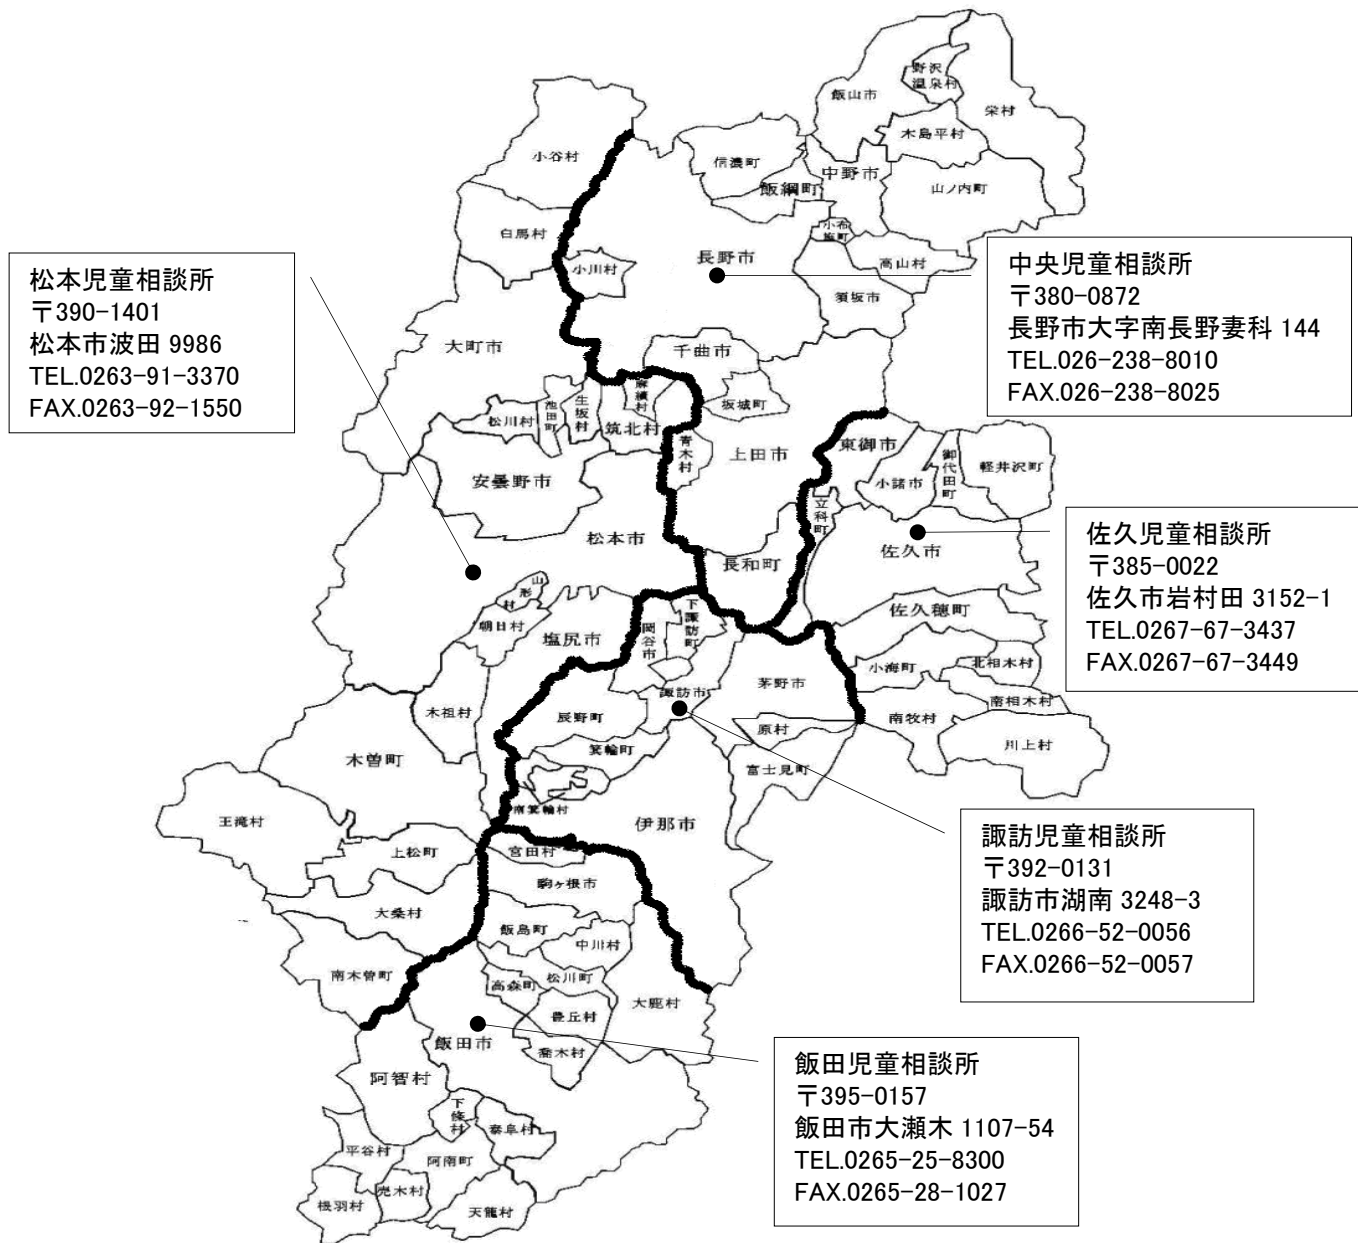 野沢
温泉村
飯山市
栄村
木島平村
小谷村
信濃町
中野市
飯綱町
山ノ内町
白馬村
小布
施町
長野市
高山村
小川村
須坂市
中央児童相談所
〒380-0872
長野市大字南長野妻科 144
TEL.026-238-8010
FAX.026-238-8025
松本児童相談所
〒390-1401
松本市波田 9986
TEL.0263-91-3370
FAX.0263-92-1550
大町市
千曲市
麻績村
坂城町
松川村
池田町
生坂村
筑北村
青木村
上田市
東御市
御代田町
軽井沢町
小諸市
安曇野市
立科町
松本市
長和町
佐久市
佐久児童相談所
〒385-0022
佐久市岩村田 3152-1
TEL.0267-67-3437
FAX.0267-67-3449
山形村
朝日村
塩尻市
岡谷市
下諏訪町
佐久穂町
小海町
北相木村
南相木村
茅野市
諏訪市
木祖村
辰野町
原村
南牧村
川上村
箕輪町
富士見町
木曽町
南箕輪村
伊那市
王滝村
上松町
宮田村
諏訪児童相談所
〒392-0131
諏訪市湖南 3248-3
TEL.0266-52-0056
FAX.0266-52-0057
駒ヶ根市
大桑村
飯島町
中川村
南木曽町
高森町
松川町
大鹿村
豊丘村
飯田市
喬木村
飯田児童相談所
〒395-0157
飯田市大瀬木 1107-54
TEL.0265-25-8300
FAX.0265-28-1027
阿智村
下條村
泰阜村
平谷村
阿南町
売木村
根羽村
天龍村